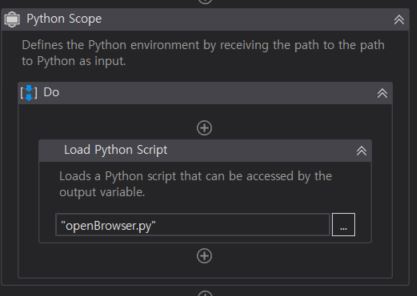 Python Scope
Defines the Python environment by receiving the path to the path
to Python as input.
Do
Load Python Script
Loads a Python script that can be accessed by the
output variable.
"openBrowser.py"
...